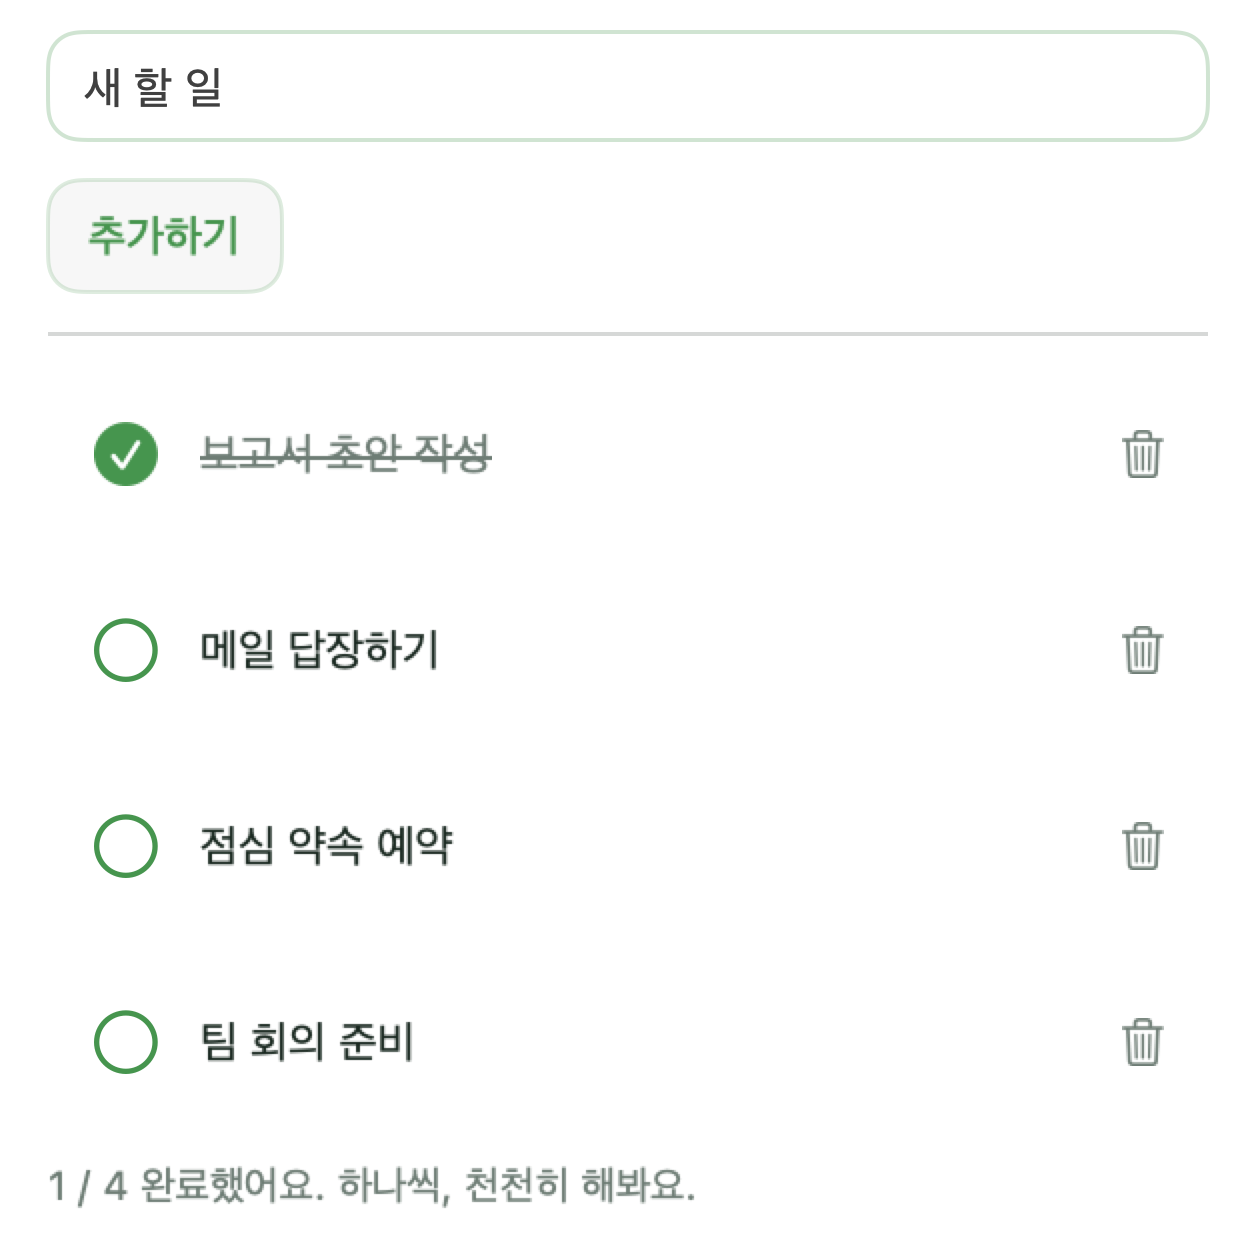 새 할 일
추가하기
보고서 초안 작성
메일 답장하기
점심 약속 예약
팀 회의 준비
1 / 4 완료했어요. 하나씩, 천천히 해봐요.